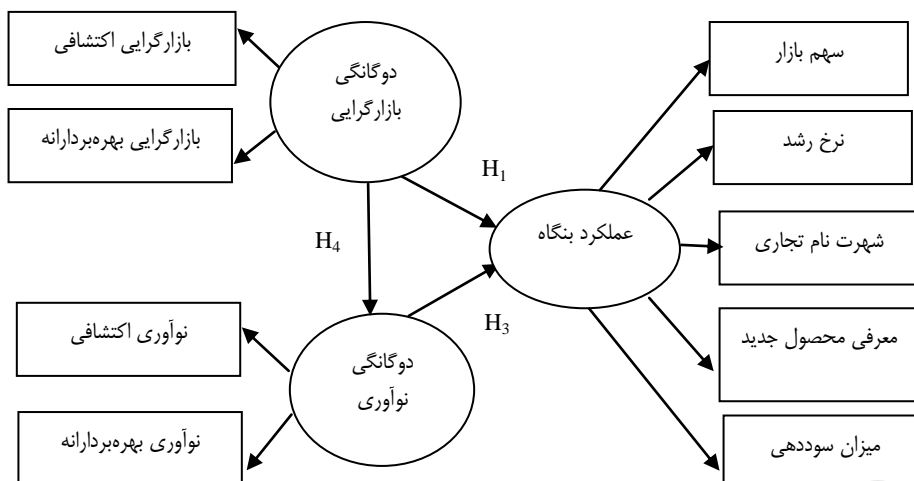 بازارگرایی اکتشافی
دوگانگی
بازارگرایی
سهم بازار
بازارگرایی بهره‌بردارانه
نرخ رشد
H1
عملکرد بنگاه
شهرت نام تجاری
H4
H3
نوآوری اکتشافی
دوگانگی
نوآوری
معرفی محصول جدید
نوآوری بهره‌بردارانه
میزان سوددهی